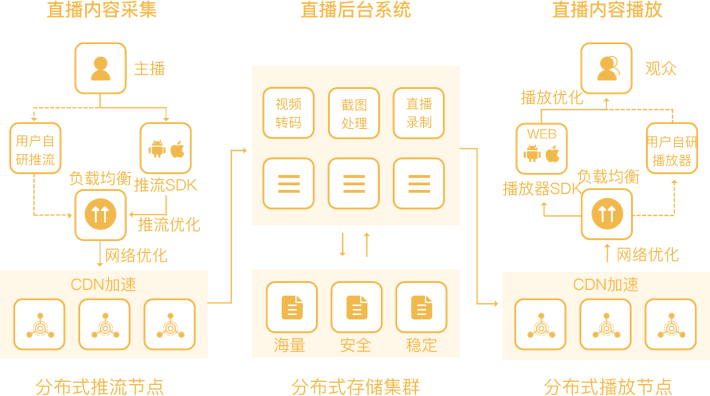 直播内容采集
主播
用户自
研推流
推流SDK
负载均衡
推流优化
网络优化
CDN加速
分布式推流节点
直播后台系统
视频
转码
截图
处理
直播
录制
海量
安全
稳定
分布式存储集群
直播内容播放
观众
播放优化
WEB
播放器SDK
用户自研
播放器
负载均衡
网络优化
CDN加速
分布式播放节点